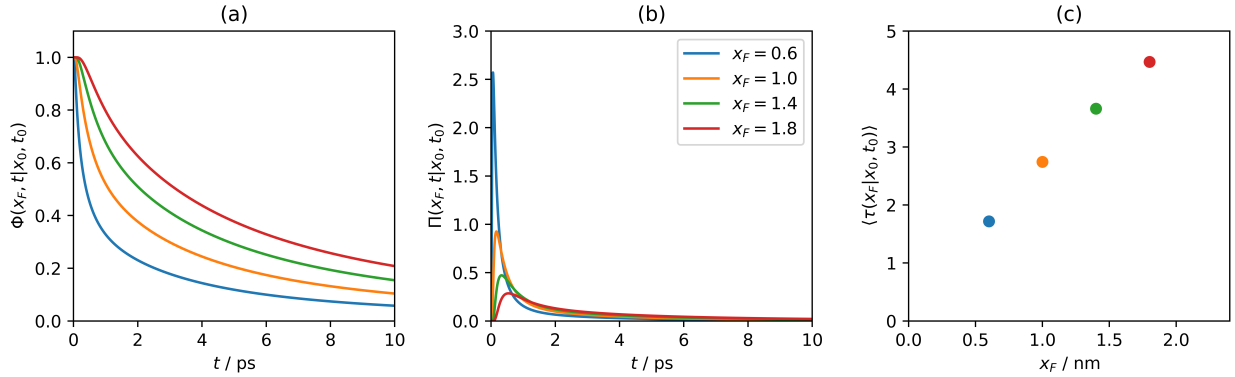 (a)
1.0
0.8
0.6
0.4
0.2
0.0
Φ(x_F, t|x_0, t_0)
0
2
4
6
8
10
t / ps
(b)
3.0
2.5
2.0
1.5
1.0
0.5
0.0
Π(x_F, t|x_0, t_0)
x_F = 0.6
x_F = 1.0
x_F = 1.4
x_F = 1.8
0
2
4
6
8
10
t / ps
(c)
5
4
3
2
1
0
⟨τ(x_F|x_0, t_0)⟩
0.0
0.5
1.0
1.5
2.0
x_F / nm